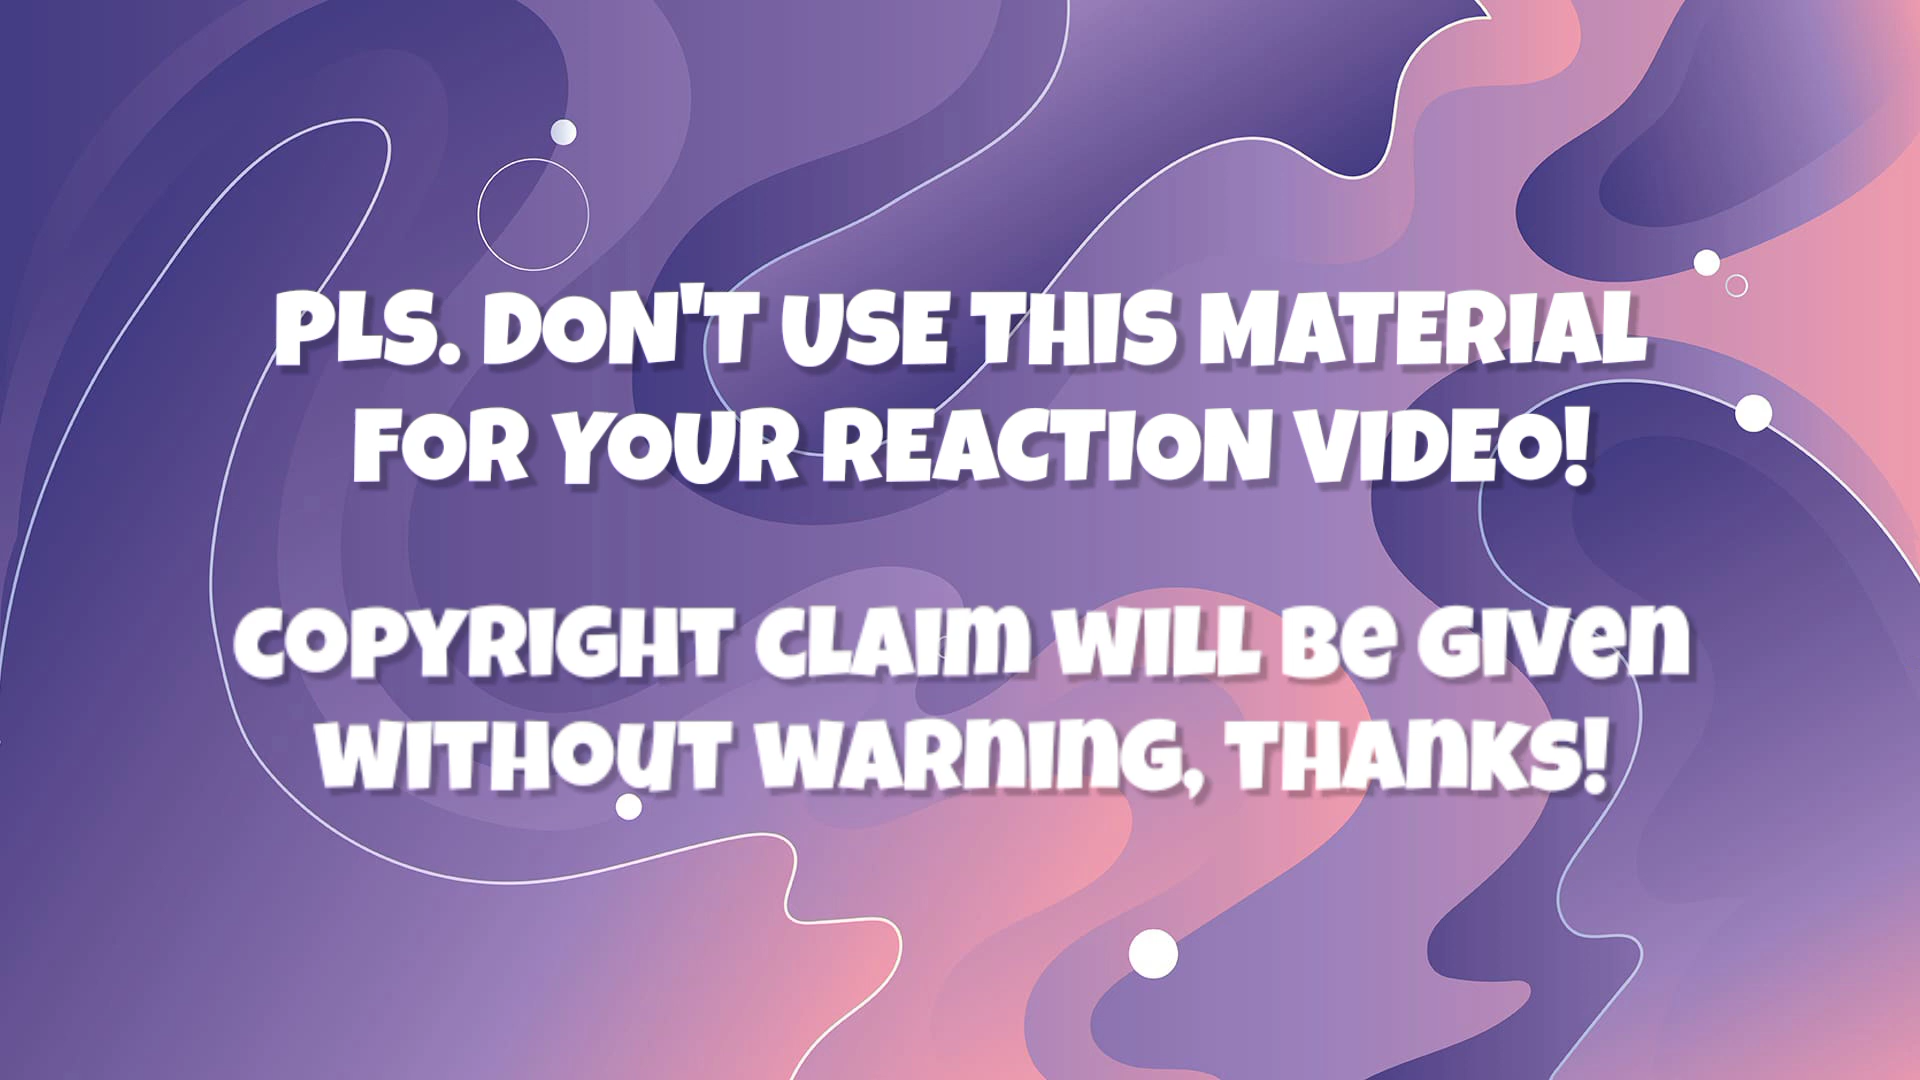 PLS. DON'T USE THIS MATERIAL
FOR YOUR REACTION VIDEO!
COPYRIGHT CLAIM WILL BE GIVEN
WITHOUT WARNING, THANKS!